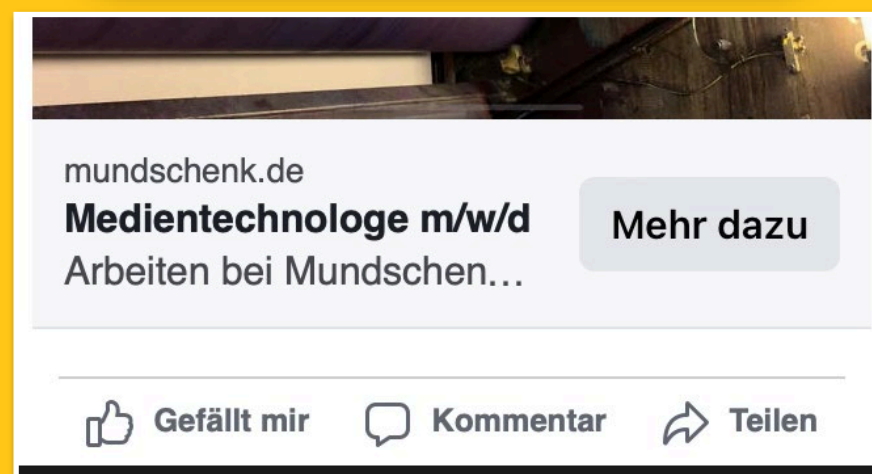 mundschenk.de
Medientechnologe m/w/d
Mehr dazu
Arbeiten bei Mundschen...
Gefällt mir Kommentar Teilen